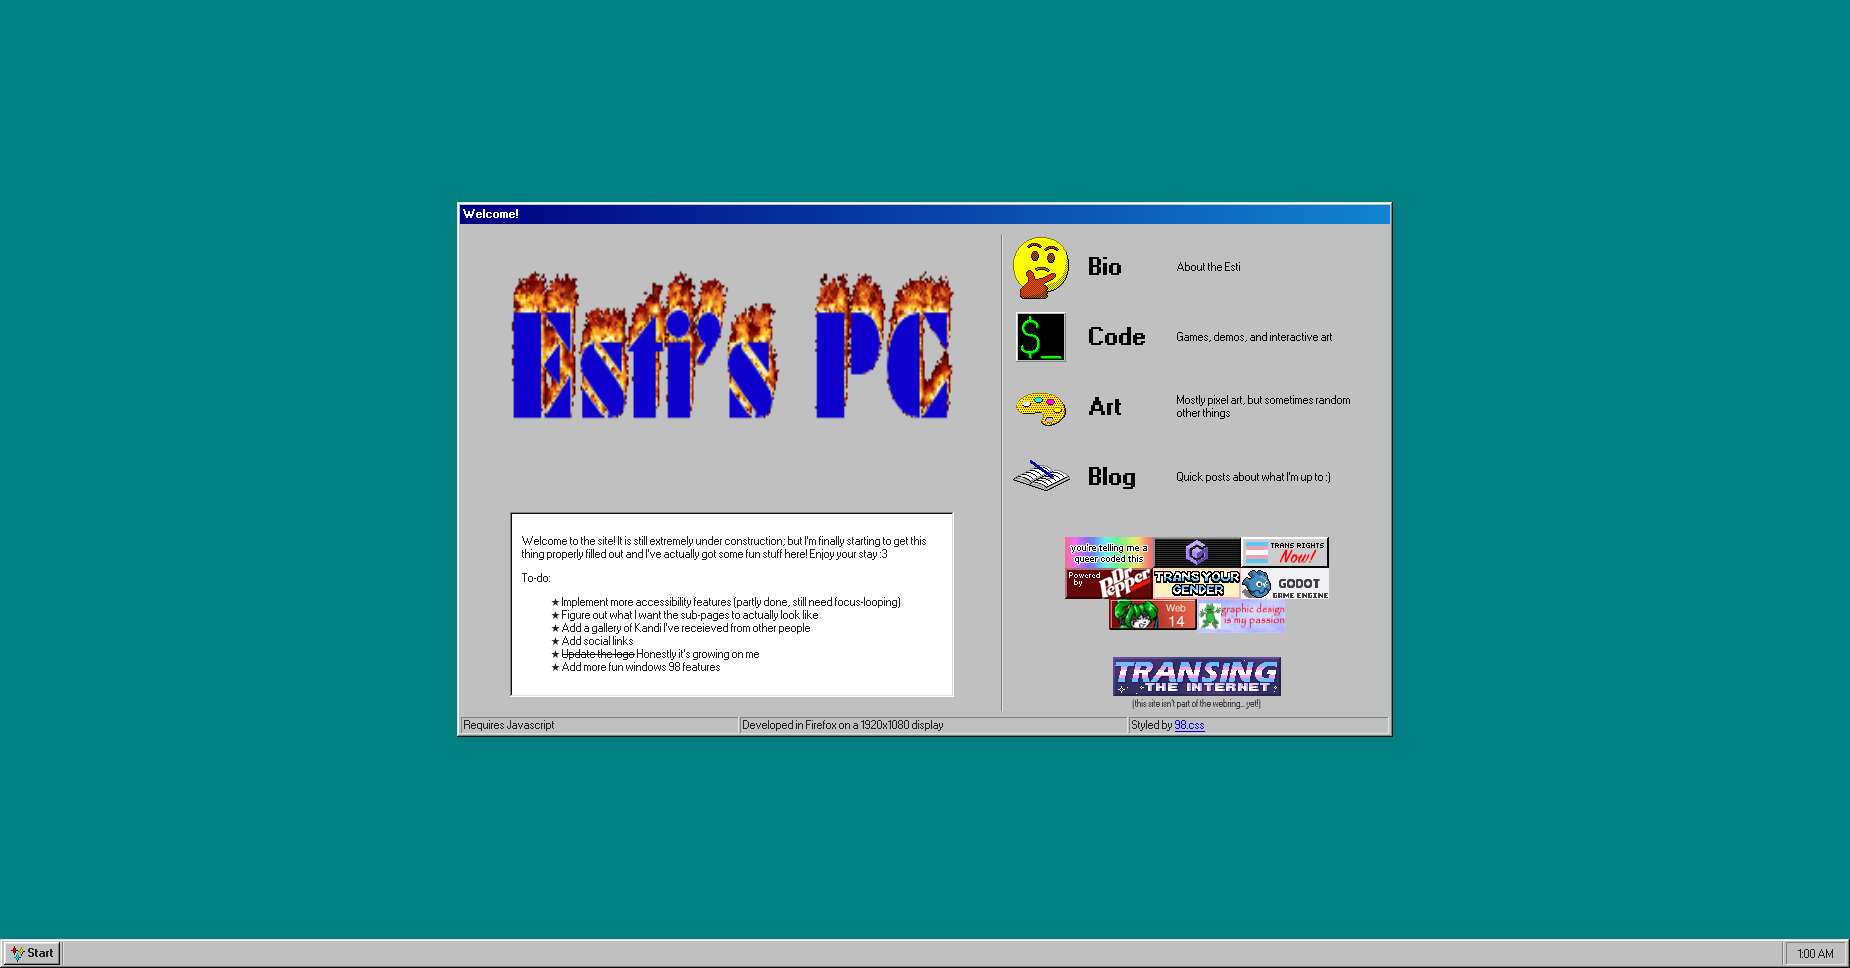 Welcome!
Esti's PC
Bio
About the Esti
$_
Code
Games, demos, and interactive art
Art
Mostly pixel art, but sometimes random
other things
Blog
Quick posts about what I'm up to :)
Welcome to the site! It is still extremely under construction; but I'm finally starting to get this
thing properly filled out and I've actually got some fun stuff here! Enjoy your stay :3
To-do:
★ Implement more accessibility features (partly done, still need focus-looping)
★ Figure out what I want the sub-pages to actually look like
★ Add a gallery of Kandi I've receieved from other people
★ Add social links
★ Update the logo Honestly it's growing on me
★ Add more fun windows 98 features
you're telling me a
queer coded this
TRANS RIGHTS
Now!
Powered
by
Dr
Pepper
TRANS YOUR
GENDER
GODOT
GAME ENGINE
Web
14
graphic design
is my passion
TRANSING
THE INTERNET
(this site isn't part of the webring... yet!)
Requires Javascript
Developed in Firefox on a 1920x1080 display
Styled by 98.css
Start
1:00 AM